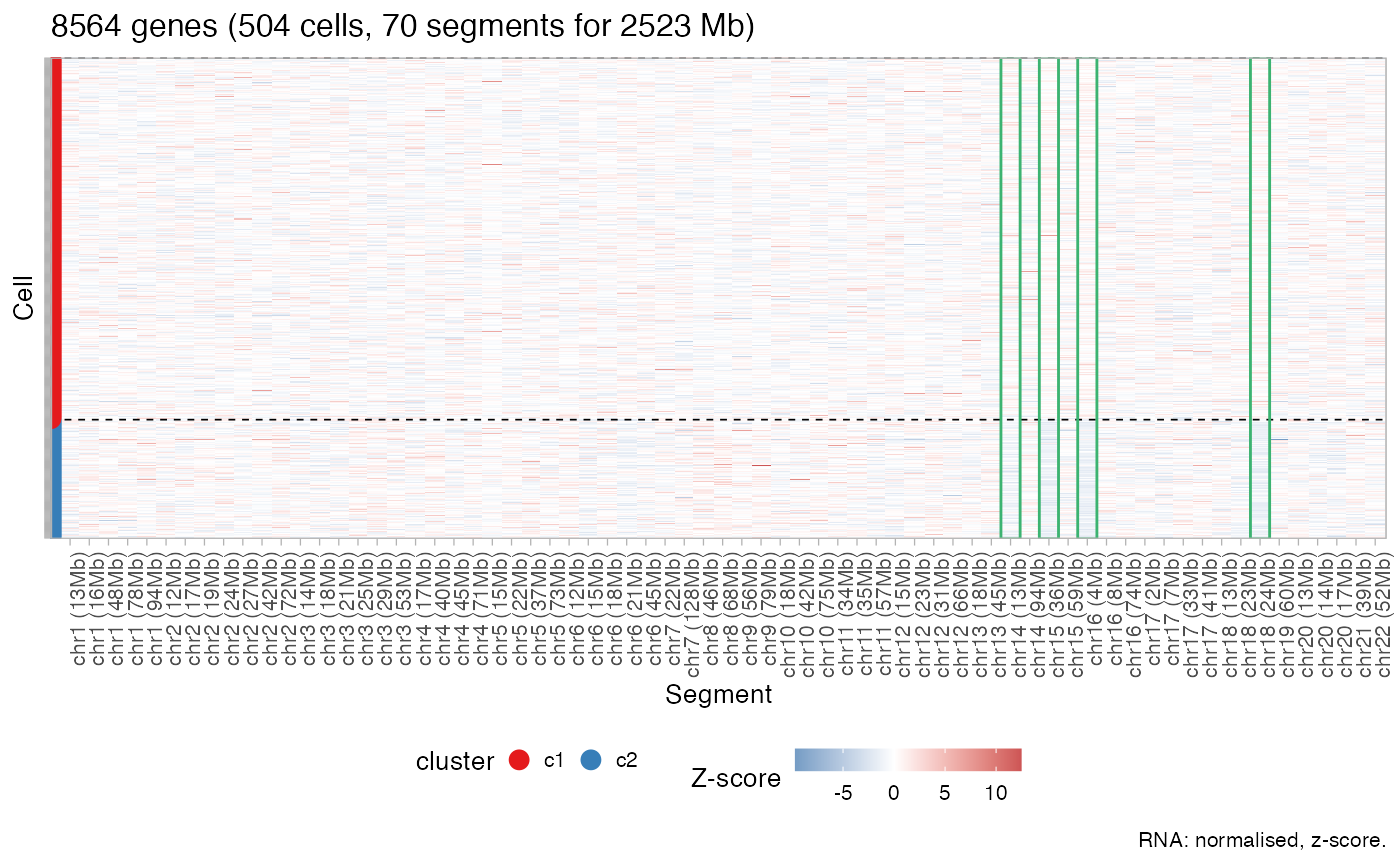 8564 genes (504 cells, 70 segments for 2523 Mb)
Cell
chr1 (13Mb)
chr1 (16Mb)
chr1 (48Mb)
chr1 (78Mb)
chr1 (94Mb)
chr2 (12Mb)
chr2 (17Mb)
chr2 (19Mb)
chr2 (24Mb)
chr2 (27Mb)
chr2 (42Mb)
chr2 (72Mb)
chr3 (14Mb)
chr3 (18Mb)
chr3 (21Mb)
chr3 (25Mb)
chr3 (29Mb)
chr3 (53Mb)
chr4 (17Mb)
chr4 (40Mb)
chr4 (45Mb)
chr4 (71Mb)
chr5 (15Mb)
chr5 (22Mb)
chr5 (37Mb)
chr5 (73Mb)
chr6 (12Mb)
chr6 (15Mb)
chr6 (18Mb)
chr6 (21Mb)
chr6 (45Mb)
chr7 (22Mb)
chr7 (128Mb)
chr8 (46Mb)
chr8 (68Mb)
chr9 (56Mb)
chr9 (79Mb)
chr10 (18Mb)
chr10 (42Mb)
chr10 (75Mb)
chr11 (34Mb)
chr11 (35Mb)
chr11 (57Mb)
chr12 (15Mb)
chr12 (23Mb)
chr12 (31Mb)
chr12 (66Mb)
chr13 (18Mb)
chr13 (45Mb)
chr14 (13Mb)
chr14 (94Mb)
chr15 (36Mb)
chr15 (59Mb)
chr16 (4Mb)
chr16 (8Mb)
chr16 (74Mb)
chr17 (2Mb)
chr17 (7Mb)
chr17 (33Mb)
chr17 (41Mb)
chr18 (13Mb)
chr18 (23Mb)
chr18 (24Mb)
chr19 (60Mb)
chr20 (13Mb)
chr20 (14Mb)
chr20 (17Mb)
chr21 (39Mb)
chr22 (52Mb)
Segment
cluster c1 c2
Z-score
-5 0 5 10
RNA: normalised, z-score.